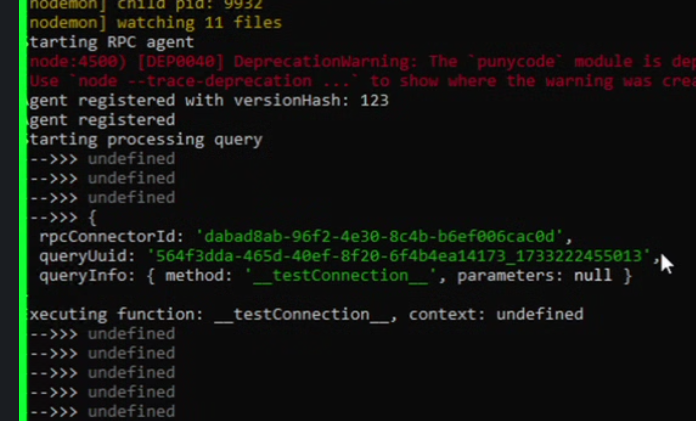 nodemon] child pid: 9932
nodemon] watching 11 files
tarting RPC agent
node:4500) [DEP0040] DeprecationWarning: The `punycode` module is dep
Use `node --trace-deprecation ...` to show where the warning was crea
gent registered with versionHash: 123
gent registered
tarting processing query
-->>> undefined
-->>> undefined
-->>> undefined
-->>> {
rpcConnectorId: 'dabad8ab-96f2-4e30-8c4b-b6ef006cac0d',
queryUuid: '564f3dda-465d-40ef-8f20-6f4b4ea14173_1733222455013',
queryInfo: { method: '__testConnection__', parameters: null }
xecuting function: __testConnection__, context: undefined
-->>> undefined
-->>> undefined
-->>> undefined
-->>> undefined
-->>> undefined